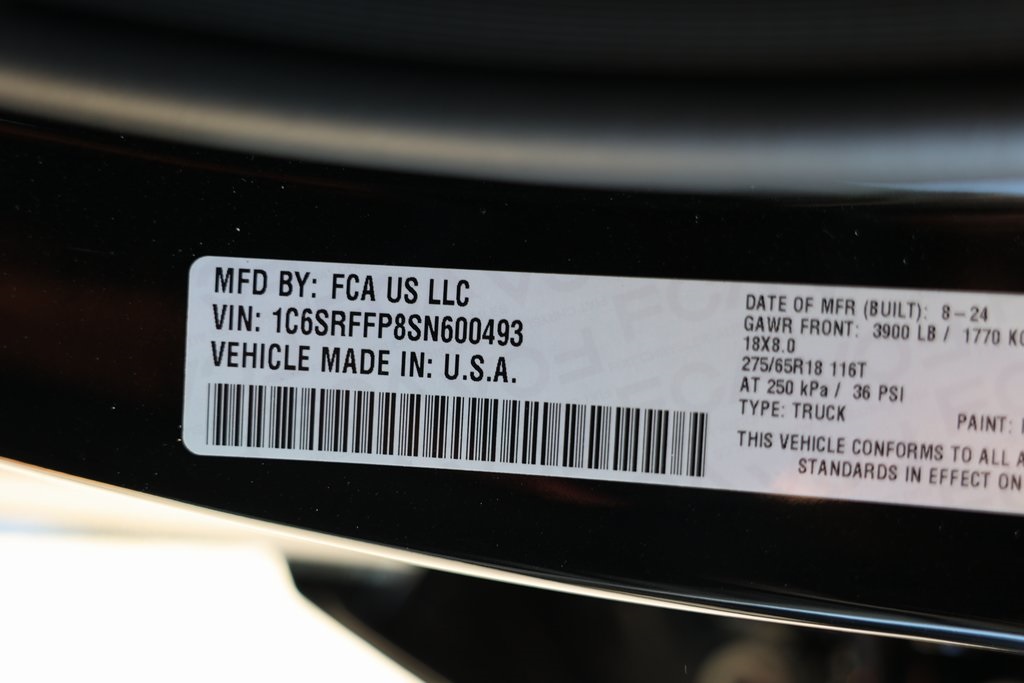 MFD BY: FCA US LLC
VIN: 1C6SRFFP8SN600493
VEHICLE MADE IN: U.S.A.
DATE OF MFR (BUILT): 8-24
GAWR FRONT: 3900 LB / 1770
18X8.0
275/65R18 116T
AT 250 kPa / 36 PSI
TYPE: TRUCK
PAINT:
THIS VEHICLE CONFORMS TO ALL
STANDARDS IN EFFECT ON